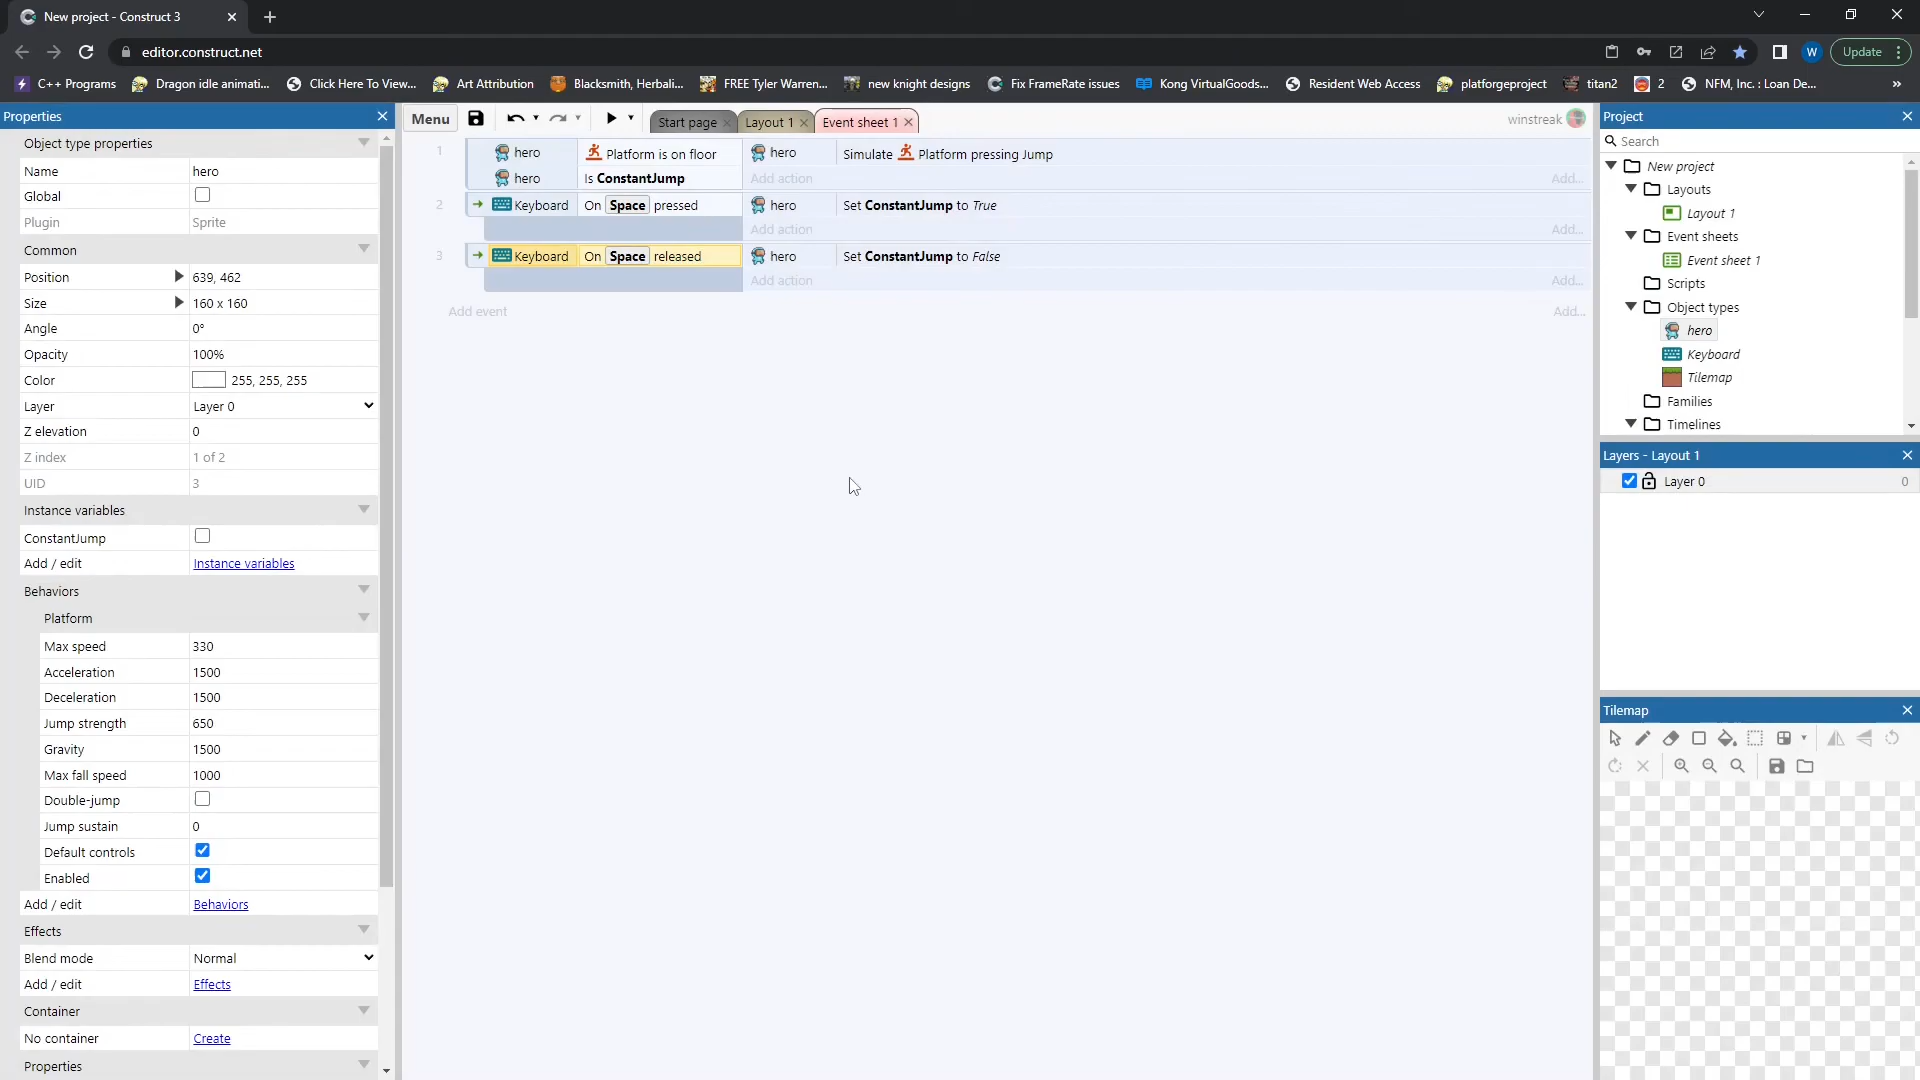 New project - Construct 3
editor.construct.net
W
Update
C++ Programs
Dragon idle animati...
Click Here To View...
Art Attribution
Blacksmith, Herbali...
FREE Tyler Warren...
new knight designs
Fix FrameRate issues
Kong VirtualGoods...
Resident Web Access
platforgeproject
titan2
2
NFM, Inc. : Loan De...
»
Properties
Object type properties
Name hero
Global
Plugin Sprite
Common
Position 639, 462
Size 160 x 160
Angle 0°
Opacity 100%
Color 255, 255, 255
Layer Layer 0
Z elevation 0
Z index 1 of 2
UID 3
Instance variables
ConstantJump
Add / edit Instance variables
Behaviors
Platform
Max speed 330
Acceleration 1500
Deceleration 1500
Jump strength 650
Gravity 1500
Max fall speed 1000
Double-jump
Jump sustain 0
Default controls
Enabled
Add / edit Behaviors
Effects
Blend mode Normal
Add / edit Effects
Container
No container Create
Properties
Menu
Start page
Layout 1
Event sheet 1
winstreak
1 hero Platform is on floor hero Simulate Platform pressing Jump
hero Is ConstantJump Add action Add...
2 Keyboard On Space pressed hero Set ConstantJump to True
Add action Add...
3 Keyboard On Space released hero Set ConstantJump to False
Add action Add...
Add event Add...
Project
Search
New project
Layouts
Layout 1
Event sheets
Event sheet 1
Scripts
Object types
hero
Keyboard
Tilemap
Families
Timelines
Layers - Layout 1
Layer 0 0
Tilemap